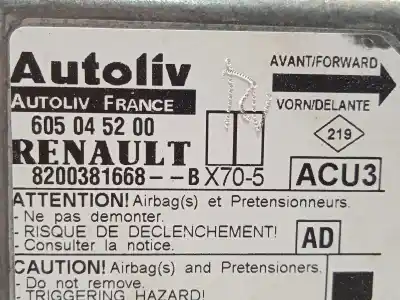 Autoliv
AUTOLIV FRANCE
605 04 52 00
RENAULT
8200381668--B X70-5
AVANT/FORWARD
VORN/DELANTE
219
ACU3
ATTENTION! Airbag(s) et Pretensionneurs.
- Ne pas demonter.
- RISQUE DE DECLENCHEMENT!
- Consulter la notice.
AD
CAUTION! Airbag(s) and Pretensioners.
- Do not remove.
- TRIGGERING HAZARD!